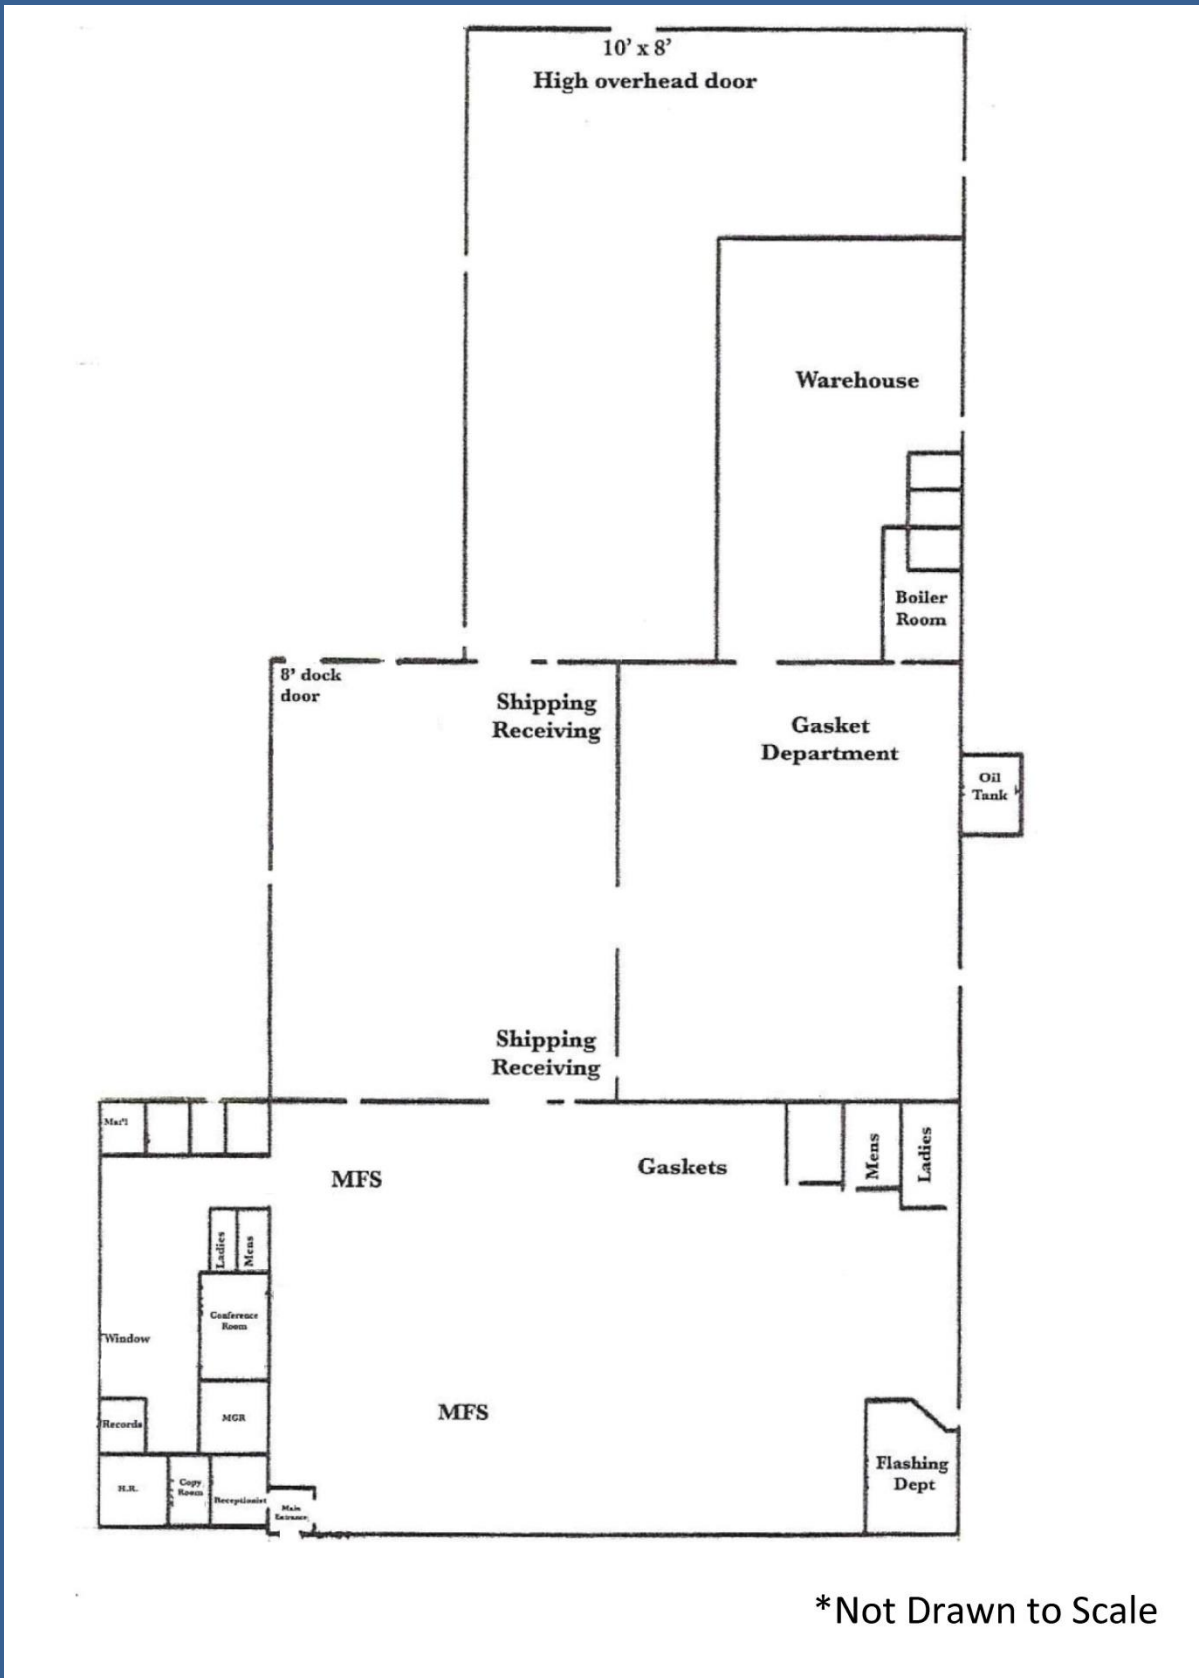 10’ x 8’
High overhead door
Warehouse
Boiler
Room
8’ dock
door
Shipping
Receiving
Gasket
Department
Oil
Tank
Shipping
Receiving
Mat'l
MFS
Gaskets
Mens
Ladies
Ladies
Mens
Conference
Room
Window
MGR
Records
MFS
H.R.
Copy
Room
Receptionist
Main
Entrance
Flashing
Dept
*Not Drawn to Scale